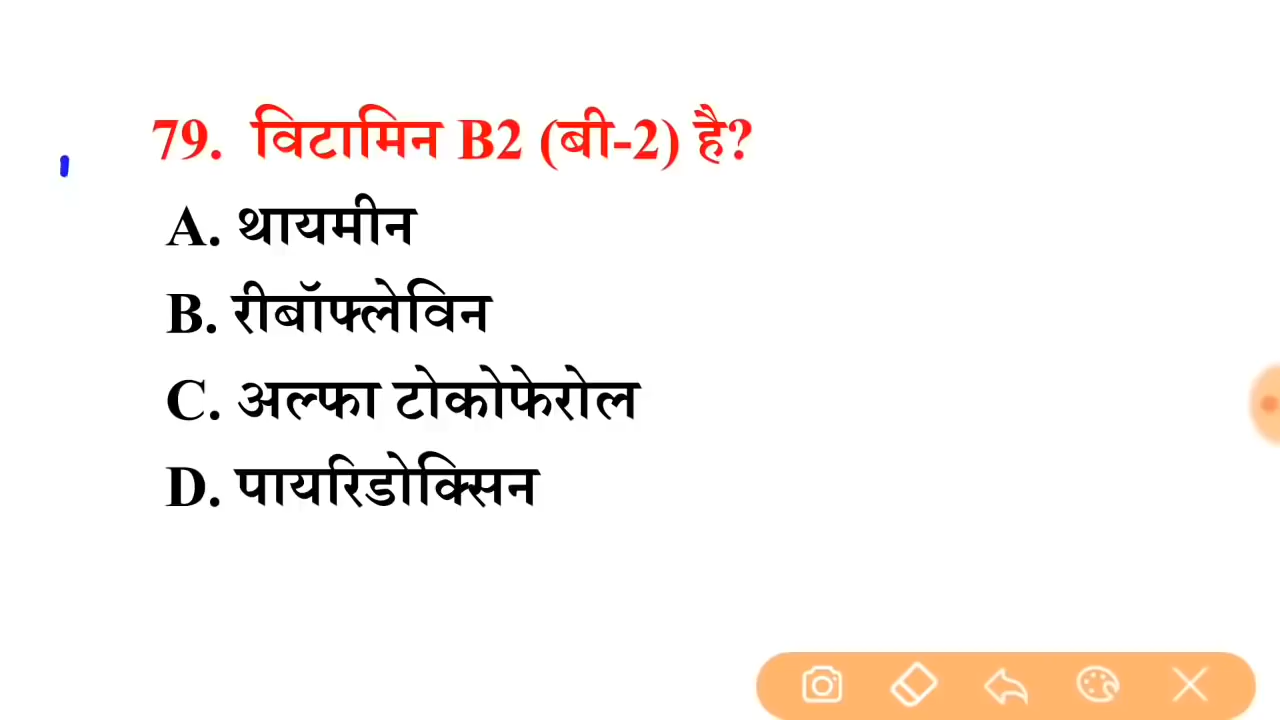 79. विटामिन B2 (बी-2) है?
A. थायमीन
B. रीबॉफ्लेविन
C. अल्फा टोकोफेरोल
D. पायरिडोक्सिन